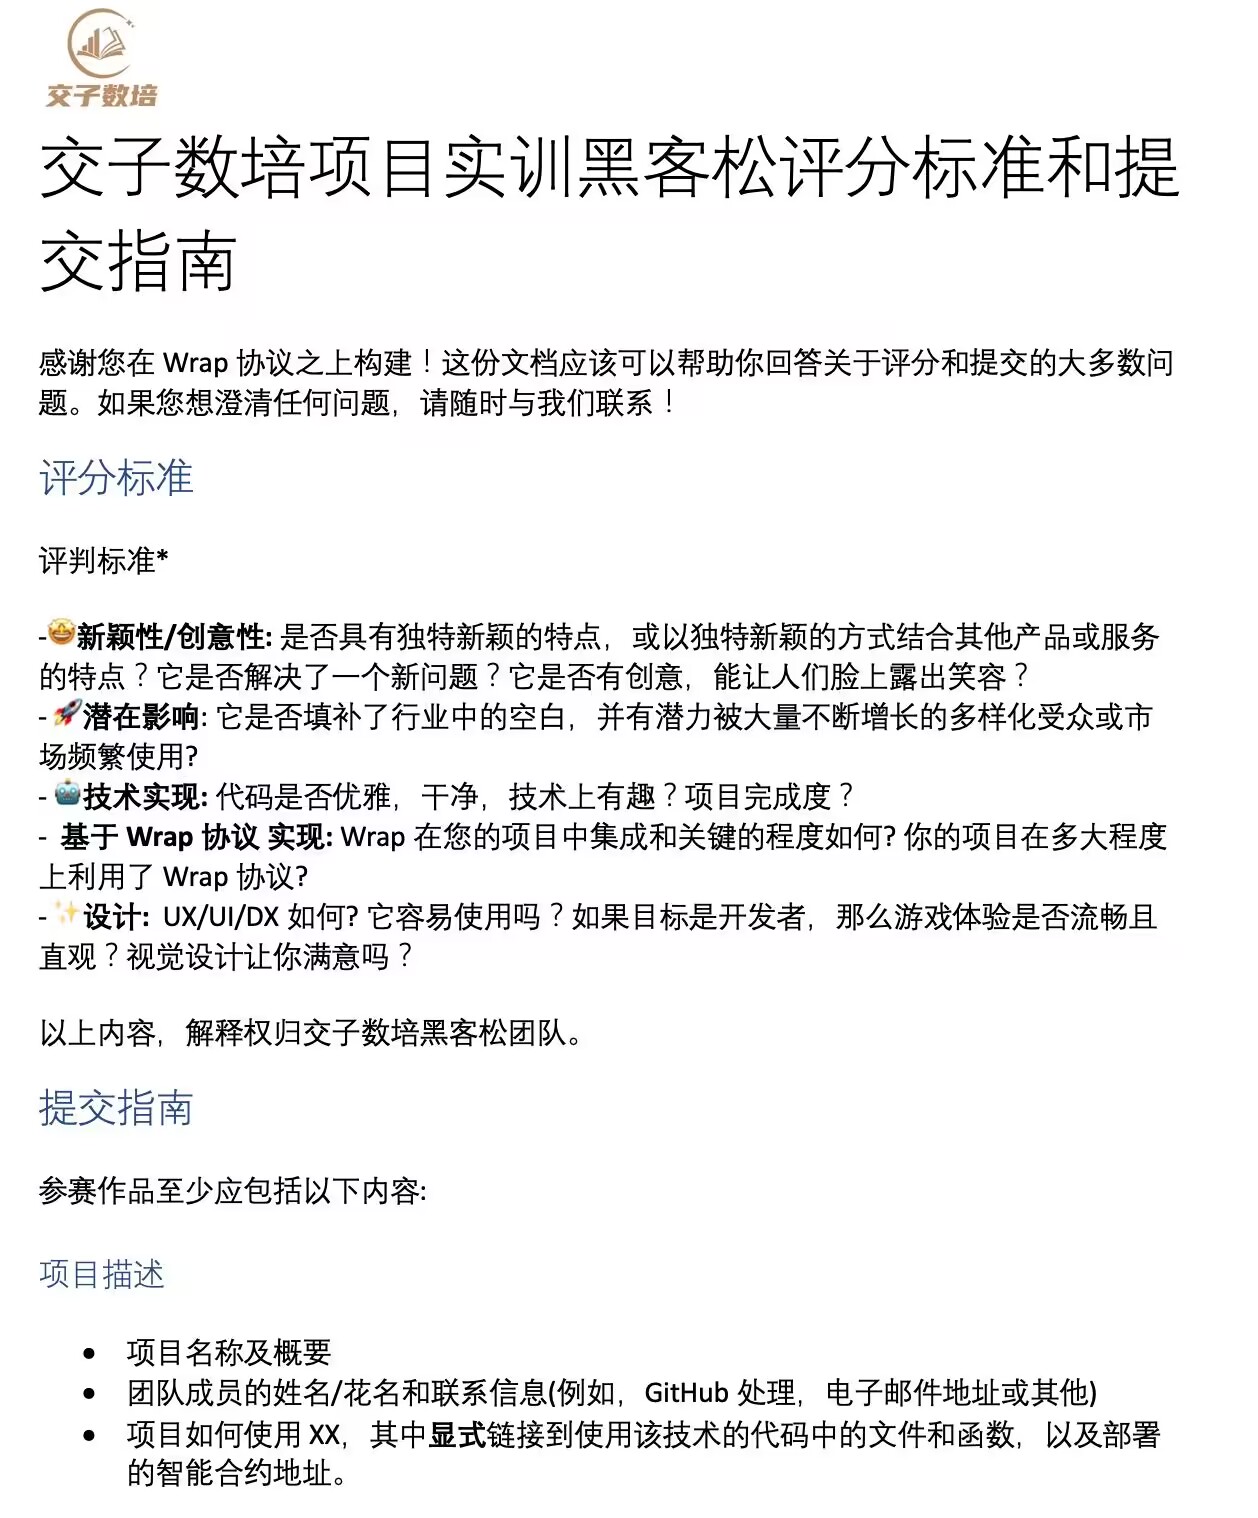 交子数培
交子数培项目实训黑客松评分标准和提
交指南
感谢您在 Wrap 协议之上构建！这份文档应该可以帮助你回答关于评分和提交的大多数问
题。如果您想澄清任何问题，请随时与我们联系！
评分标准
评判标准*
-🤩新颖性/创意性: 是否具有独特新颖的特点，或以独特新颖的方式结合其他产品或服务
的特点？它是否解决了一个新问题？它是否有创意，能让人们脸上露出笑容？
- 🚀潜在影响: 它是否填补了行业中的空白，并有潜力被大量不断增长的多样化受众或市
场频繁使用?
- 🤖技术实现: 代码是否优雅，干净，技术上有趣？项目完成度？
- 基于 Wrap 协议 实现: Wrap 在您的项目中集成和关键的程度如何? 你的项目在多大程度
上利用了 Wrap 协议?
- ✨设计: UX/UI/DX 如何? 它容易使用吗？如果目标是开发者，那么游戏体验是否流畅且
直观？视觉设计让你满意吗？
以上内容，解释权归交子数培黑客松团队。
提交指南
参赛作品至少应包括以下内容:
项目描述
• 项目名称及概要
• 团队成员的姓名/花名和联系信息(例如，GitHub 处理，电子邮件地址或其他)
• 项目如何使用 XX，其中显式链接到使用该技术的代码中的文件和函数，以及部署
的智能合约地址。